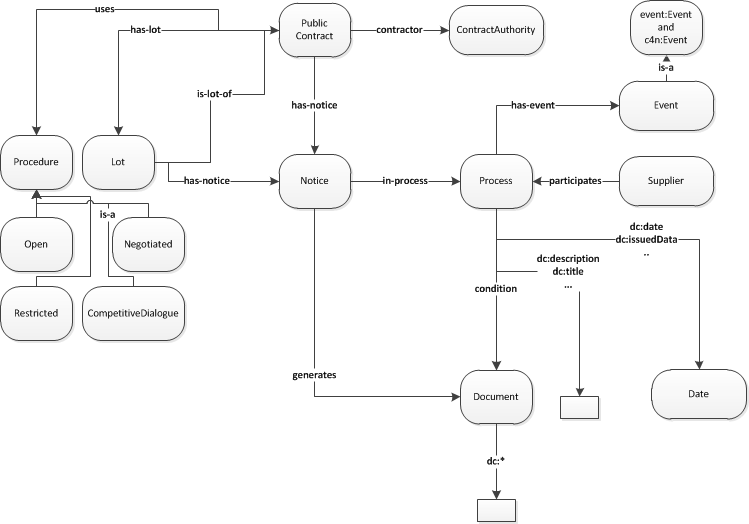 uses
Public
Contract
contractor
ContractAuthority
event:Event
and
c4n:Event
has-lot
is-a
is-lot-of
has-notice
has-event
Event
Procedure
Lot
has-notice
Notice
in-process
Process
participates
Supplier
is-a
Open
Negotiated
dc:date
dc:issuedData
..
dc:description
dc:title
...
condition
Restricted
CompetitiveDialogue
generates
Document
Date
dc:*